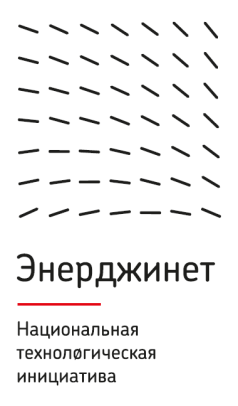 Энерджинет
Национальная
технолøгическая
инициатива